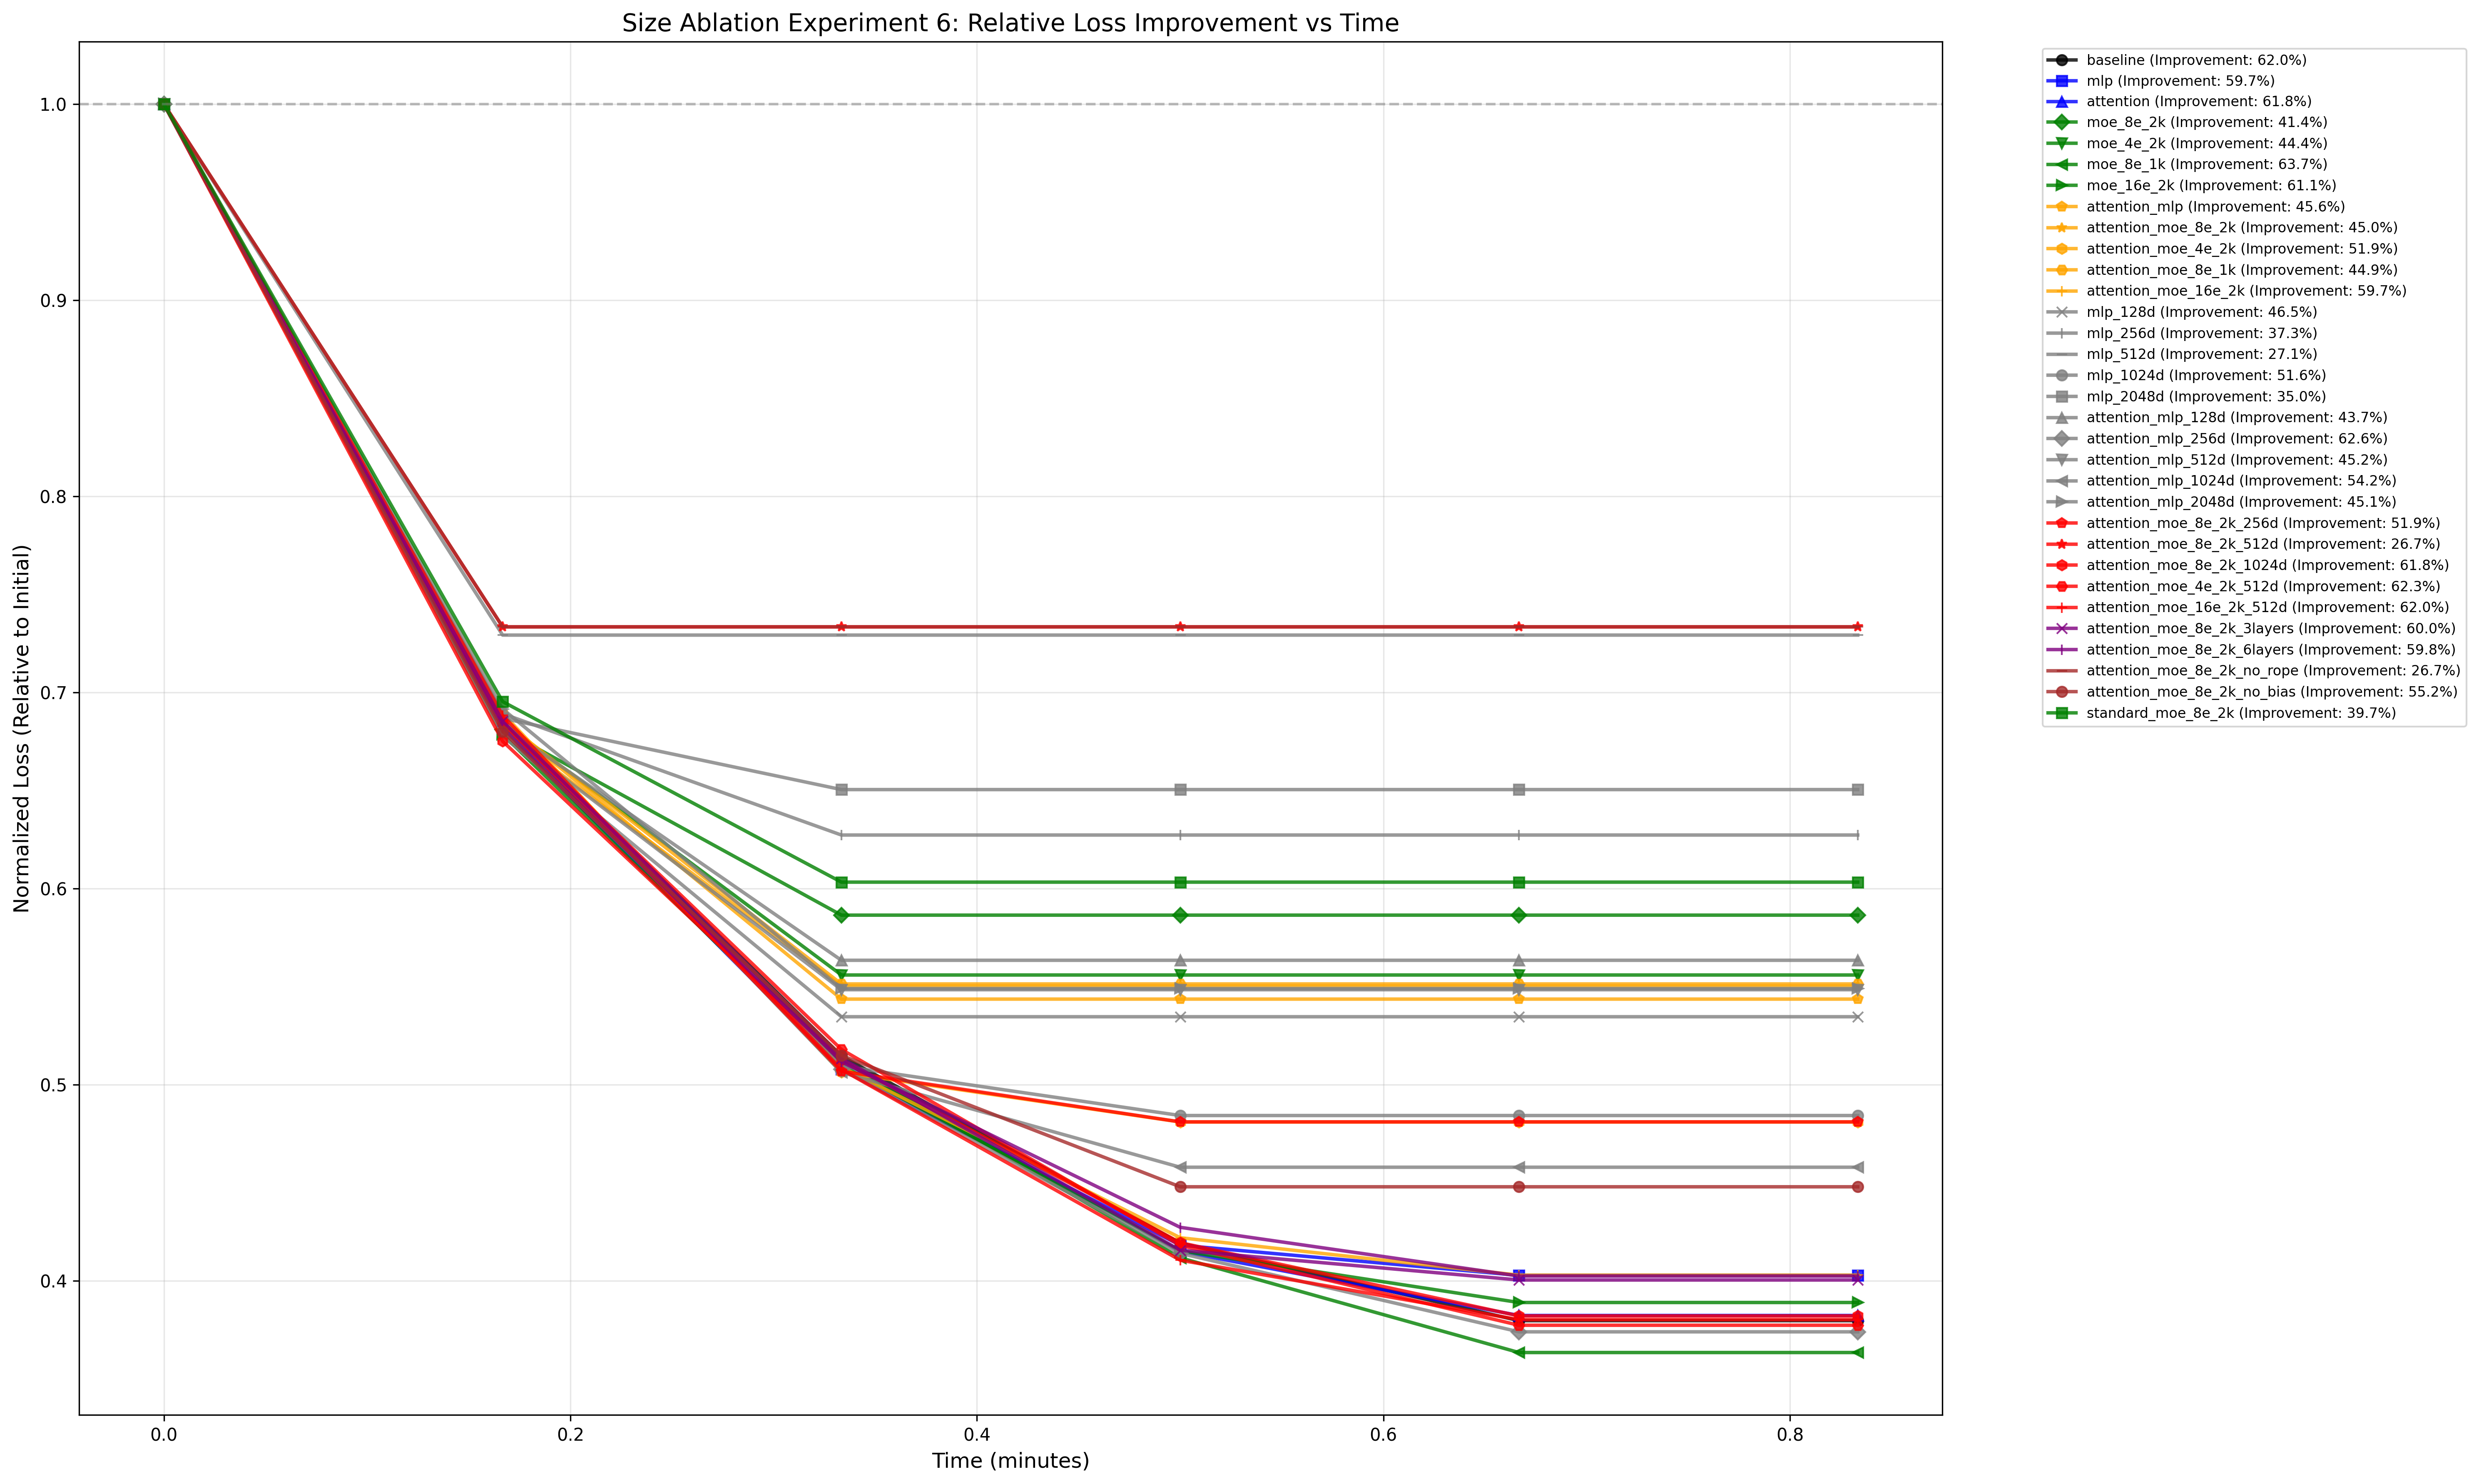 Size Ablation Experiment 6: Relative Loss Improvement vs Time
Normalized Loss (Relative to Initial)
1.0
0.9
0.8
0.7
0.6
0.5
0.4
0.0
0.2
0.4
0.6
0.8
Time (minutes)
baseline (Improvement: 62.0%)
mlp (Improvement: 59.7%)
attention (Improvement: 61.8%)
moe_8e_2k (Improvement: 41.4%)
moe_4e_2k (Improvement: 44.4%)
moe_8e_1k (Improvement: 63.7%)
moe_16e_2k (Improvement: 61.1%)
attention_mlp (Improvement: 45.6%)
attention_moe_8e_2k (Improvement: 45.0%)
attention_moe_4e_2k (Improvement: 51.9%)
attention_moe_8e_1k (Improvement: 44.9%)
attention_moe_16e_2k (Improvement: 59.7%)
mlp_128d (Improvement: 46.5%)
mlp_256d (Improvement: 37.3%)
mlp_512d (Improvement: 27.1%)
mlp_1024d (Improvement: 51.6%)
mlp_2048d (Improvement: 35.0%)
attention_mlp_128d (Improvement: 43.7%)
attention_mlp_256d (Improvement: 62.6%)
attention_mlp_512d (Improvement: 45.2%)
attention_mlp_1024d (Improvement: 54.2%)
attention_mlp_2048d (Improvement: 45.1%)
attention_moe_8e_2k_256d (Improvement: 51.9%)
attention_moe_8e_2k_512d (Improvement: 26.7%)
attention_moe_8e_2k_1024d (Improvement: 61.8%)
attention_moe_4e_2k_512d (Improvement: 62.3%)
attention_moe_16e_2k_512d (Improvement: 62.0%)
attention_moe_8e_2k_3layers (Improvement: 60.0%)
attention_moe_8e_2k_6layers (Improvement: 59.8%)
attention_moe_8e_2k_no_rope (Improvement: 26.7%)
attention_moe_8e_2k_no_bias (Improvement: 55.2%)
standard_moe_8e_2k (Improvement: 39.7%)